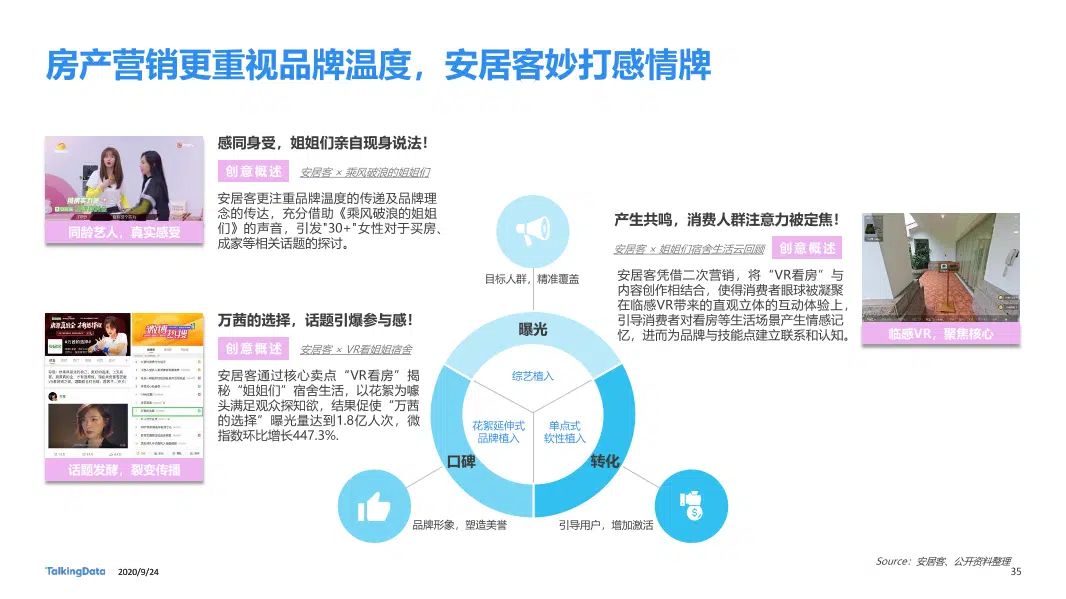 房产营销更重视品牌温度，安居客妙打感情牌
感同身受，姐姐们亲自现身说法！
创意概述 安居客 × 乘风破浪的姐姐们
安居客更注重品牌温度的传递及品牌理
念的传达，充分借助《乘风破浪的姐姐
们》的声音，引发"30+"女性对于买房、
成家等相关话题的探讨。
同龄艺人，真实感受
万茜的选择，话题引爆参与感！
创意概述 安居客 × VR看姐姐宿舍
安居客通过核心卖点“VR看房”揭
秘“姐姐们”宿舍生活，以花絮为噱
头满足观众探知欲，结果促使“万茜
的选择”曝光量达到1.8亿人次，微
指数环比增长447.3%.
话题发酵，裂变传播
目标人群，精准覆盖
曝光
综艺植入
花絮延伸式
品牌植入
单点式
软性植入
口碑
转化
品牌形象，塑造美誉
引导用户，增加激活
产生共鸣，消费人群注意力被定焦！
安居客 × 姐姐们宿舍生活云回顾 创意概述
安居客凭借二次营销，将“VR看房”与
内容创作相结合，使得消费者眼球被凝聚
在临感VR带来的直观立体的互动体验上，
引导消费者对看房等生活场景产生情感记
忆，进而为品牌与技能点建立联系和认知。
临感VR，聚焦核心
Source：安居客、公开资料整理
TalkingData 2020/9/24
35